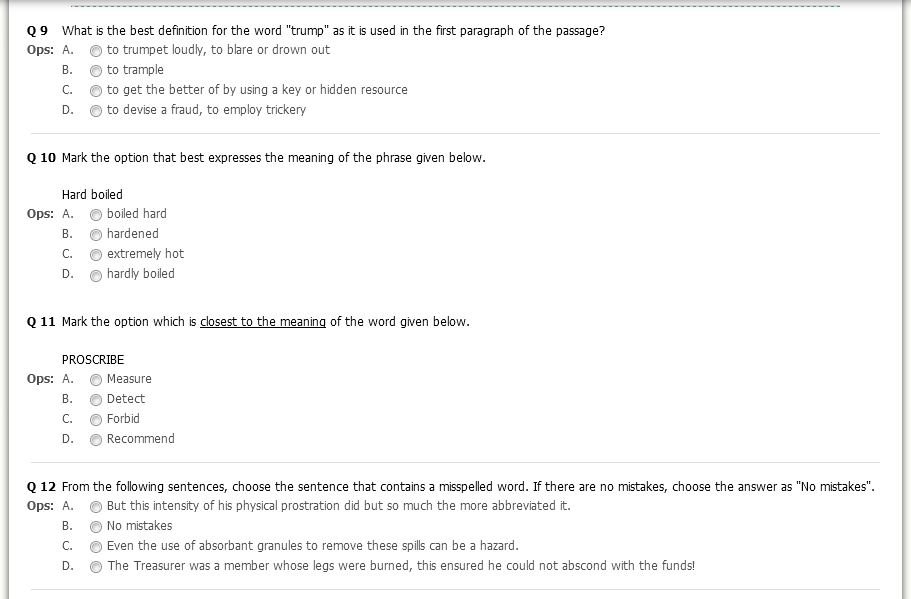 Q 9 What is the best definition for the word "trump" as it is used in the first paragraph of the passage?
Ops: A. to trumpet loudly, to blare or drown out
B. to trample
C. to get the better of by using a key or hidden resource
D. to devise a fraud, to employ trickery
Q 10 Mark the option that best expresses the meaning of the phrase given below.
Hard boiled
Ops: A. boiled hard
B. hardened
C. extremely hot
D. hardly boiled
Q 11 Mark the option which is closest to the meaning of the word given below.
PROSCRIBE
Ops: A. Measure
B. Detect
C. Forbid
D. Recommend
Q 12 From the following sentences, choose the sentence that contains a misspelled word. If there are no mistakes, choose the answer as "No mistakes".
Ops: A. But this intensity of his physical prostration did but so much the more abbreviated it.
B. No mistakes
C. Even the use of absorbant granules to remove these spills can be a hazard.
D. The Treasurer was a member whose legs were burned, this ensured he could not abscond with the funds!